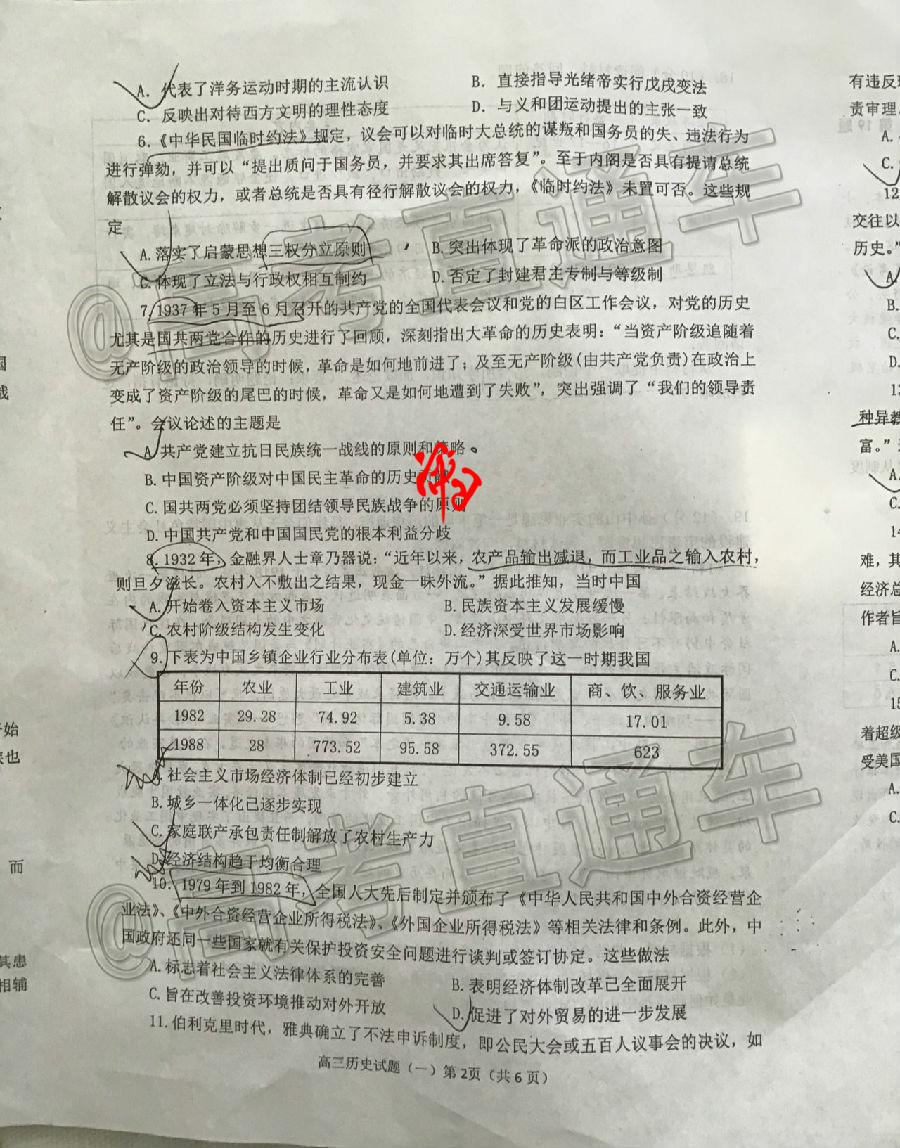 A. 代表了洋务运动时期的主流认识 B. 直接指导光绪帝实行戊戌变法 有违反
C. 反映出对待西方文明的理性态度 D. 与义和团运动提出的主张一致 责审理
6.《中华民国临时约法》规定，议会可以对临时大总统的谋叛和国务员的失、违法行为
进行弹劾，并可以“提出质问于国务员，并要求其出席答复”。至于内阁是否具有提请总统
解散议会的权力，或者总统是否具有径行解散议会的权力，《临时约法》未置可否。这些规
定
A. 落实了启蒙思想三权分立原则 B. 突出体现了革命派的政治意图
C. 体现了立法与行政权相互制约 D. 否定了封建君主专制与等级制
7.1937年5月至6月召开的共产党的全国代表会议和党的白区工作会议，对党的历史
尤其是国共两党合作的历史进行了回顾，深刻指出大革命的历史表明：“当资产阶级追随着
无产阶级的政治领导的时候，革命是如何地前进了；及至无产阶级(由共产党负责)在政治上
变成了资产阶级的尾巴的时候，革命又是如何地遭到了失败”，突出强调了“我们的领导责
任”。会议论述的主题是
A. 共产党建立抗日民族统一战线的原则和策略
B. 中国资产阶级对中国民主革命的历史
C. 国共两党必须坚持团结领导民族战争的原则
D. 中国共产党和中国国民党的根本利益分歧
8.1932年，金融界人士章乃器说：“近年以来，农产品输出减退，而工业品之输入农村，
则旦夕滋长。农村入不敷出之结果，现金一昧外流。”据此推知，当时中国
A. 开始卷入资本主义市场 B. 民族资本主义发展缓慢
C. 农村阶级结构发生变化 D. 经济深受世界市场影响
9. 下表为中国乡镇企业行业分布表(单位：万个)其反映了这一时期我国
年份 农业 工业 建筑业 交通运输业 商、饮、服务业
1982 29.28 74.92 5.38 9.58 17.01
1988 28 773.52 95.58 372.55 623
A. 社会主义市场经济体制已经初步建立
B. 城乡一体化已逐步实现
C. 家庭联产承包责任制解放了农村生产力
D. 经济结构趋于均衡合理
10. 1979年到1982年，全国人大先后制定并颁布了《中华人民共和国中外合资经营企
业法》、《中外合资经营企业所得税法》、《外国企业所得税法》等相关法律和条例。此外，中
国政府还同一些国家就有关保护投资安全问题进行谈判或签订协定。这些做法
A. 标志着社会主义法律体系的完善 B. 表明经济体制改革已全面展开
C. 旨在改善投资环境推动对外开放 D. 促进了对外贸易的进一步发展
11. 伯利克里时代，雅典确立了不法申诉制度，即公民大会或五百人议事会的决议，如
高三历史试题（一）第2页（共6页）
@高考直通车
@高考直通车